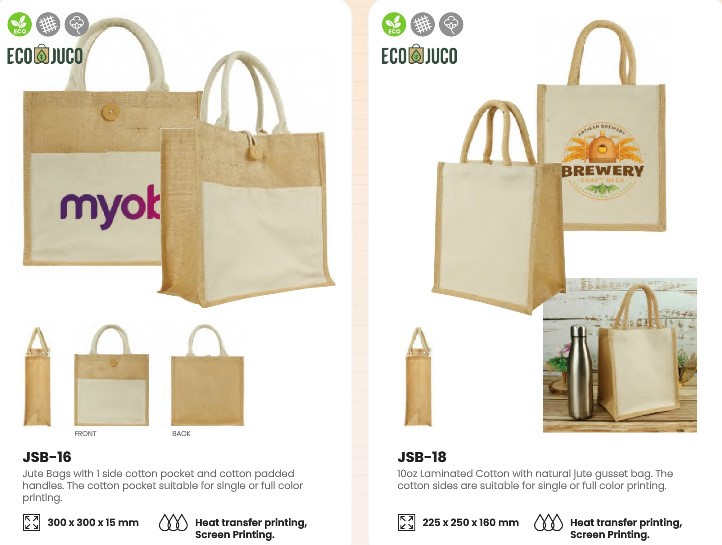 ECO
ECO JUCO
myob
FRONT
BACK
JSB-16
Jute Bags with 1 side cotton pocket and cotton padded
handles. The cotton pocket suitable for single or full color
printing.
300 x 300 x 15 mm
Heat transfer printing,
Screen Printing.
ECO
ECO JUCO
ARTISAN BREWERY
BREWERY
CRAFT BEER
JSB-18
10oz Laminated Cotton with natural jute gusset bag. The
cotton sides are suitable for single or full color printing.
225 x 250 x 160 mm
Heat transfer printing,
Screen Printing.